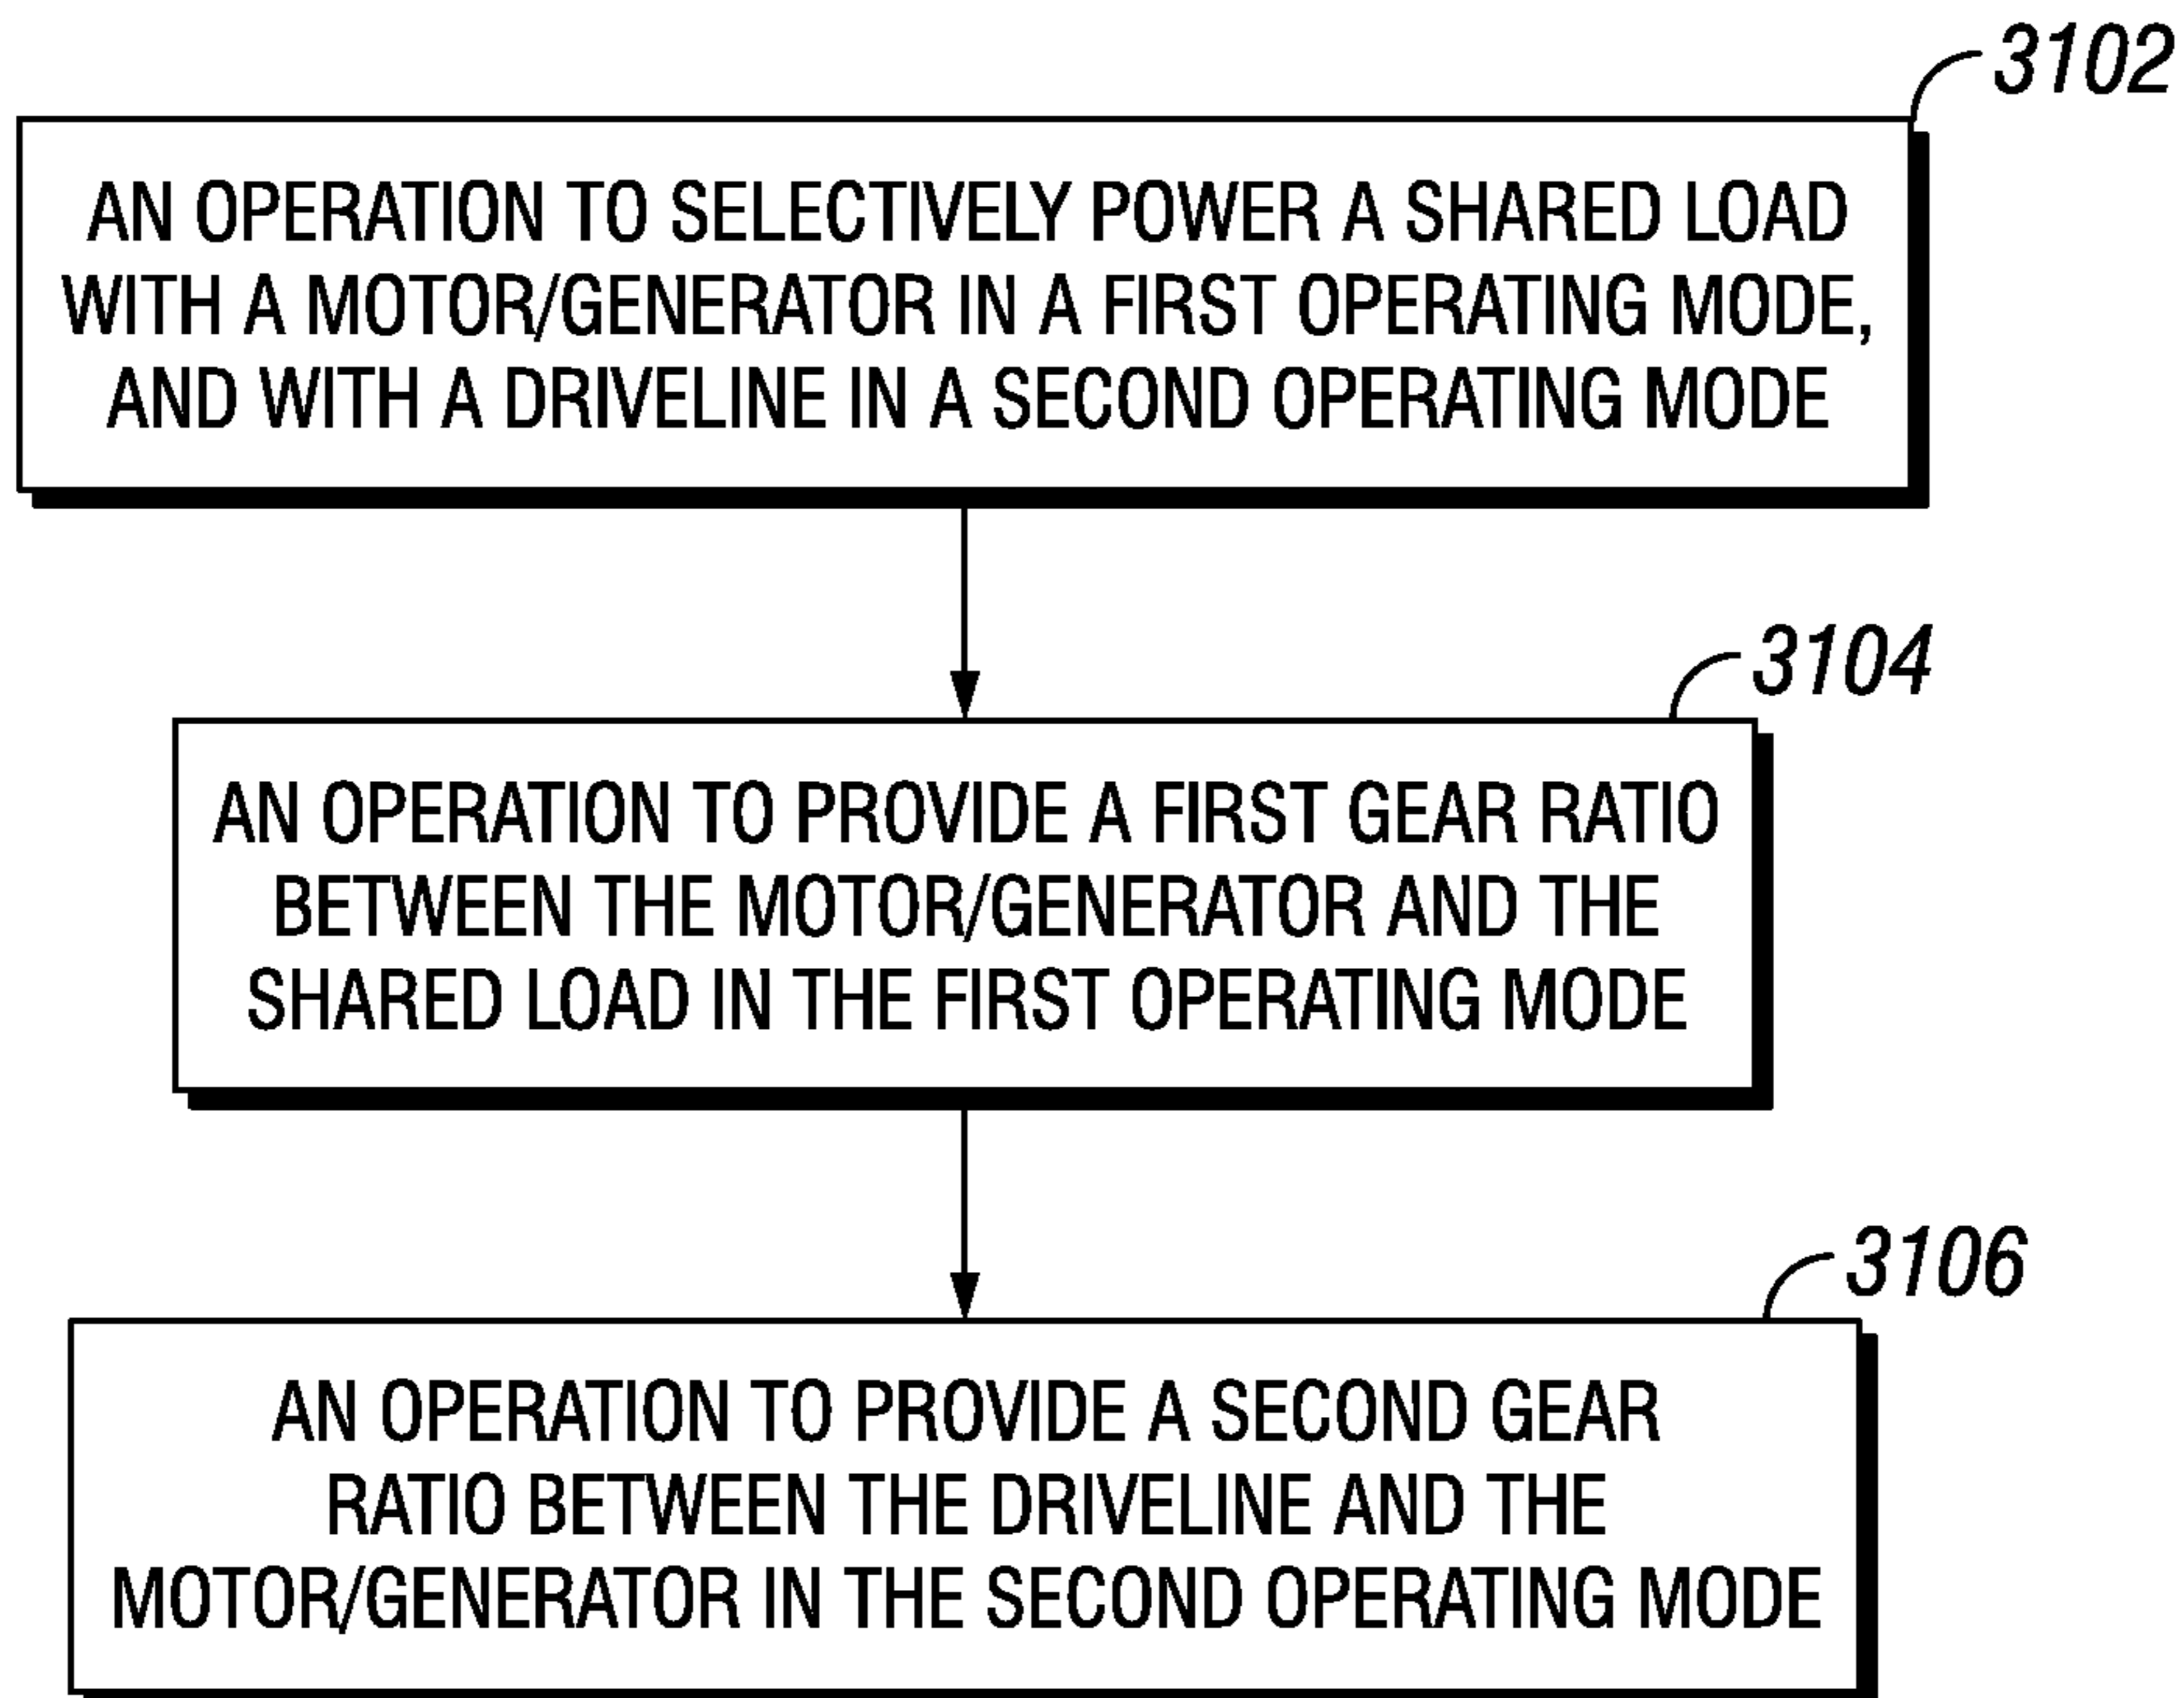 3102
AN OPERATION TO SELECTIVELY POWER A SHARED LOAD
WITH A MOTOR/GENERATOR IN A FIRST OPERATING MODE,
AND WITH A DRIVELINE IN A SECOND OPERATING MODE
3104
AN OPERATION TO PROVIDE A FIRST GEAR RATIO
BETWEEN THE MOTOR/GENERATOR AND THE
SHARED LOAD IN THE FIRST OPERATING MODE
3106
AN OPERATION TO PROVIDE A SECOND GEAR
RATIO BETWEEN THE DRIVELINE AND THE
MOTOR/GENERATOR IN THE SECOND OPERATING MODE